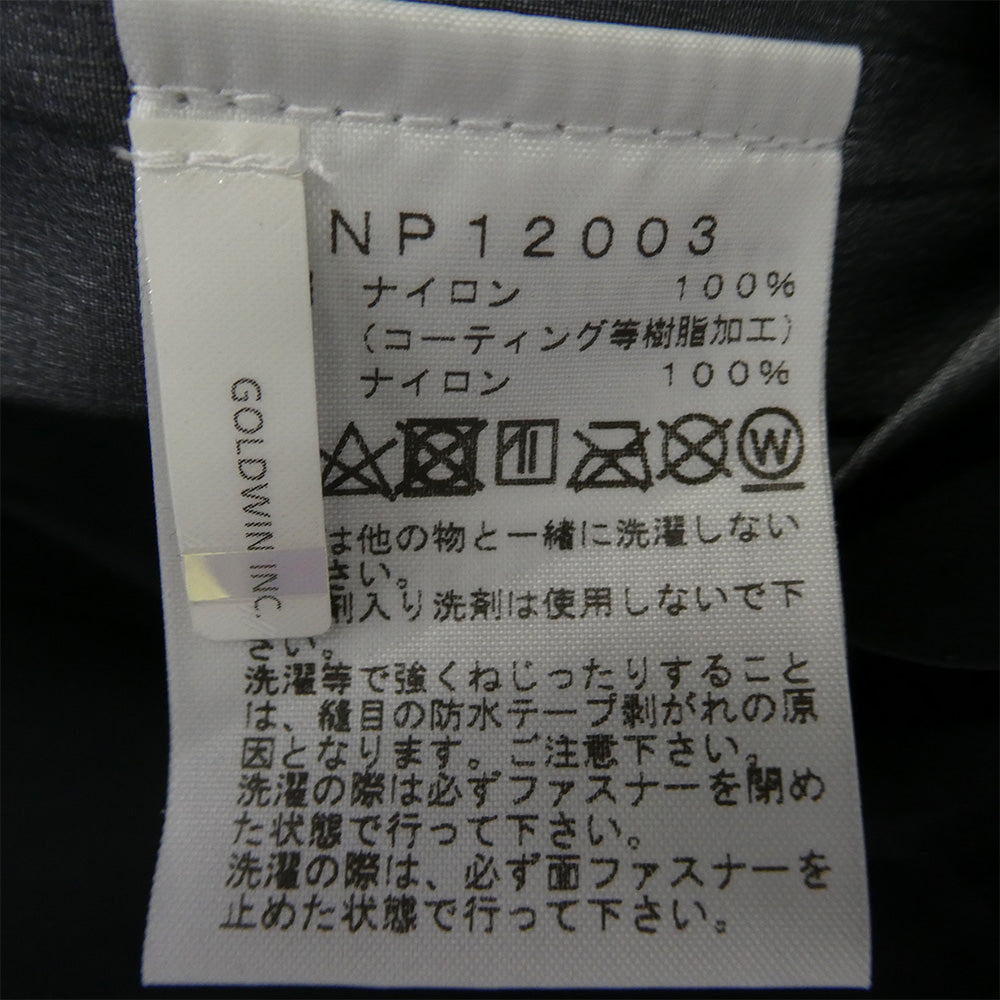 NP12003
ナイロン 100%
(コーティング等樹脂加工)
ナイロン 100%
W
は他の物と一緒に洗濯しない
さい。
剤入り洗剤は使用しないで下
さい。
洗濯等で強くねじったりすること
は、縫目の防水テープ剥がれの原
因となります。ご注意下さい。
洗濯の際は必ずファスナーを閉め
た状態で行って下さい。
洗濯の際は、必ず面ファスナーを
止めた状態で行って下さい。
GOLDWIN INC.